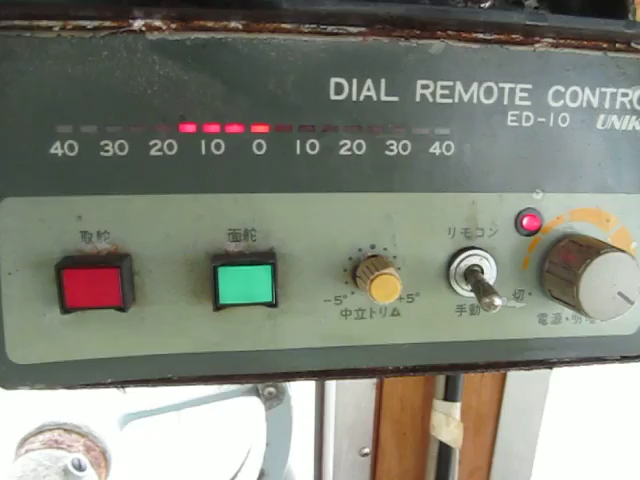 DIAL REMOTE CONTRO
ED-10 UNIK
40 30 20 10 0 10 20 30 40
取舵 面舵 リモコン
-5° +5° 切
中立トリム 手動 電源・